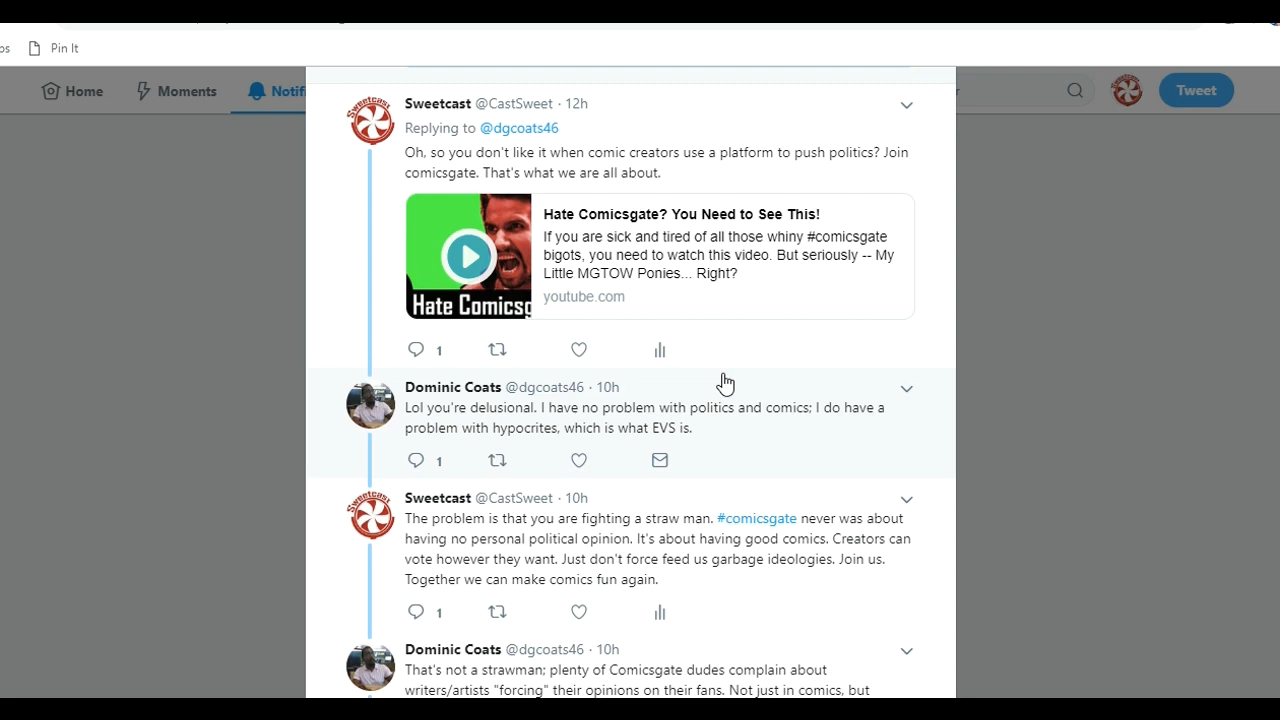 Pin It
Home
Moments
Notifi
Tweet
Sweetcast @CastSweet · 12h
Replying to @dgcoats46
Oh, so you don't like it when comic creators use a platform to push politics? Join
comicsgate. That's what we are all about.
Hate Comicsgate? You Need to See This!
If you are sick and tired of all those whiny #comicsgate
bigots, you need to watch this video. But seriously -- My
Little MGTOW Ponies... Right?
youtube.com
Hate Comicsg
1
Dominic Coats @dgcoats46 · 10h
Lol you're delusional. I have no problem with politics and comics; I do have a
problem with hypocrites, which is what EVS is.
1
Sweetcast @CastSweet · 10h
The problem is that you are fighting a straw man. #comicsgate never was about
having no personal political opinion. It's about having good comics. Creators can
vote however they want. Just don't force feed us garbage ideologies. Join us.
Together we can make comics fun again.
1
Dominic Coats @dgcoats46 · 10h
That's not a strawman; plenty of Comicsgate dudes complain about
writers/artists "forcing" their opinions on their fans. Not just in comics, but